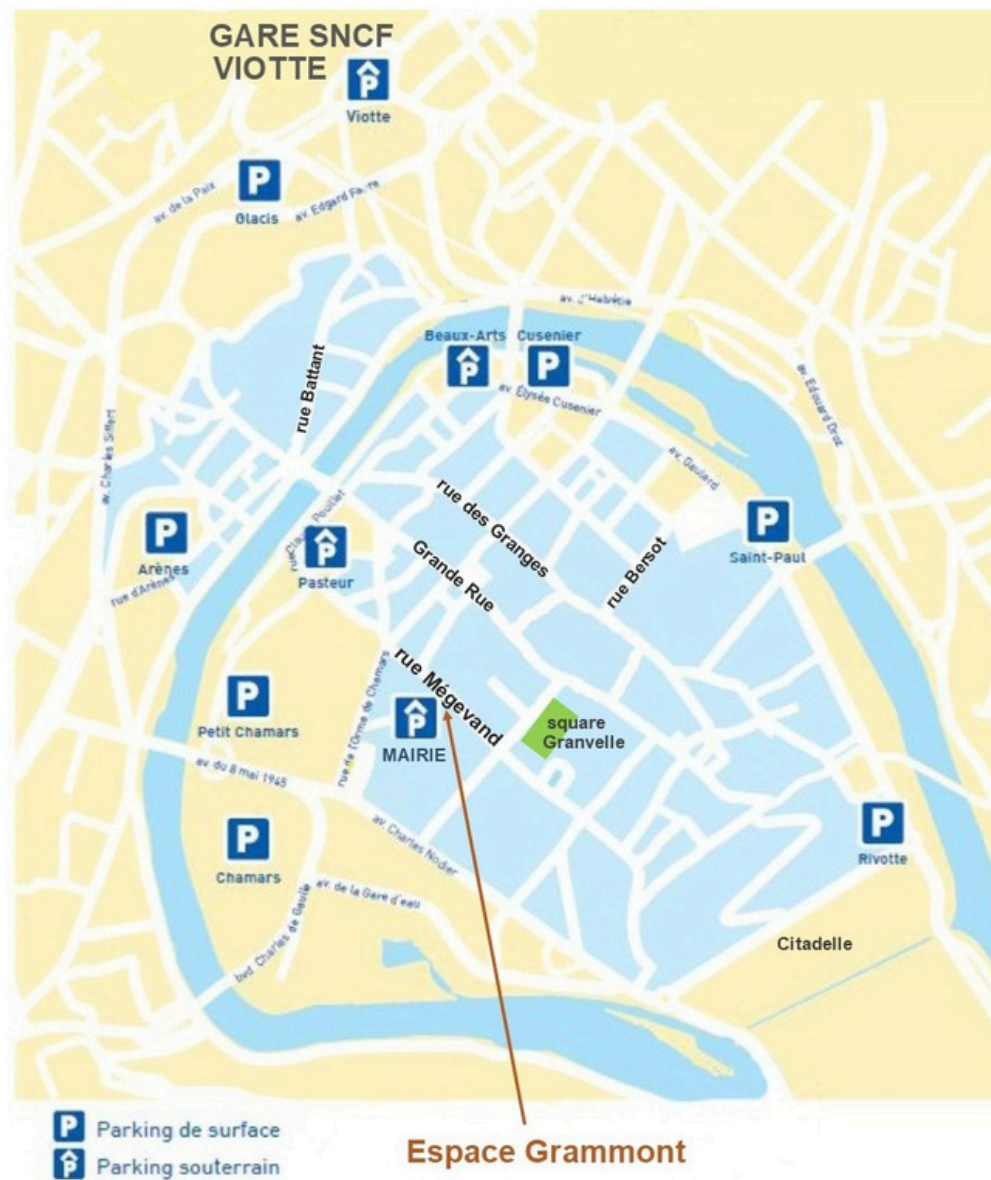 GARE SNCF
VIOTTE
P
Viotte
P
Glacis
av. de la Paix
av. Edgard Faure
av. d'Helvétie
Beaux-Arts
Cusenier
P
P
av. Élysée Cusenier
rue Battant
av. Edouard Droz
av. Charles Siffert
av. Gaulard
rue des Granges
P
Saint-Paul
P
Arènes
rue Claude Pouillet
P
Pasteur
Grande Rue
rue Bersot
rue d'Arènes
rue Mégevand
rue de l'Orme de Chamars
P
Petit Chamars
P
MAIRIE
square
Granvelle
av. du 8 mai 1945
av. Charles Nodier
P
Chamars
P
Rivotte
av. de la Gare d'eau
bvd. Charles de Gaulle
Citadelle
P Parking de surface
P Parking souterrain
Espace Grammont